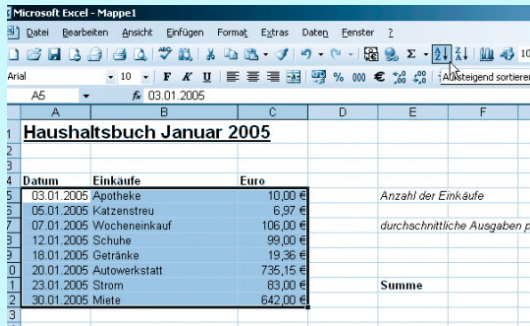 Microsoft Excel - Mappe1
Datei Bearbeiten Ansicht Einfügen Format Extras Daten Fenster ?
Arial 10 F K U % 000 € Aufsteigend sortieren
A5 fx 03.01.2005
A B C D E F
Haushaltsbuch Januar 2005
2
3
4 Datum Einkäufe Euro
5 03.01.2005 Apotheke 10,00 € Anzahl der Einkäufe
6 05.01.2005 Katzenstreu 6,97 €
7 07.01.2005 Wocheneinkauf 106,00 € durchschnittliche Ausgaben p
8 12.01.2005 Schuhe 99,00 €
9 18.01.2005 Getränke 19,36 €
0 20.01.2005 Autowerkstatt 735,15 €
1 23.01.2005 Strom 83,00 € Summe
2 30.01.2005 Miete 642,00 €
3